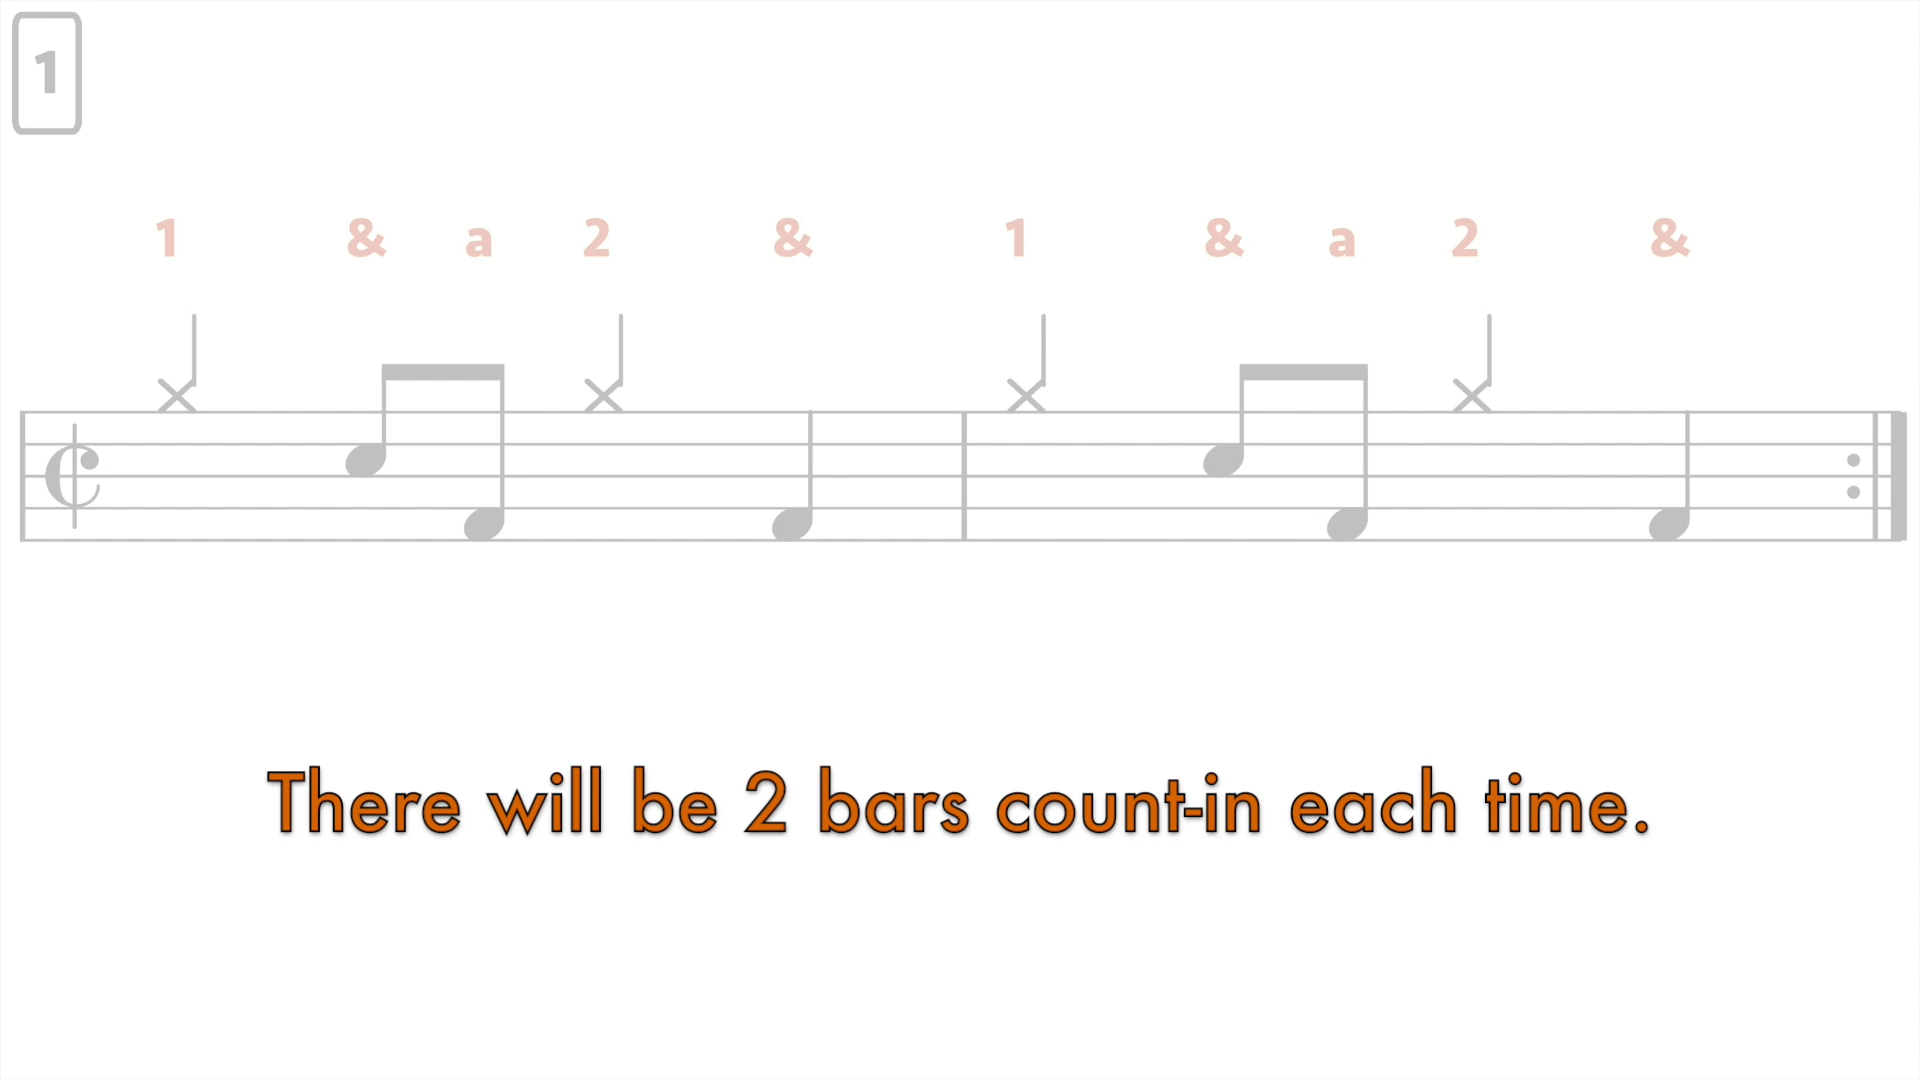 1
1 & a 2 & 1 & a 2 &
There will be 2 bars count-in each time.